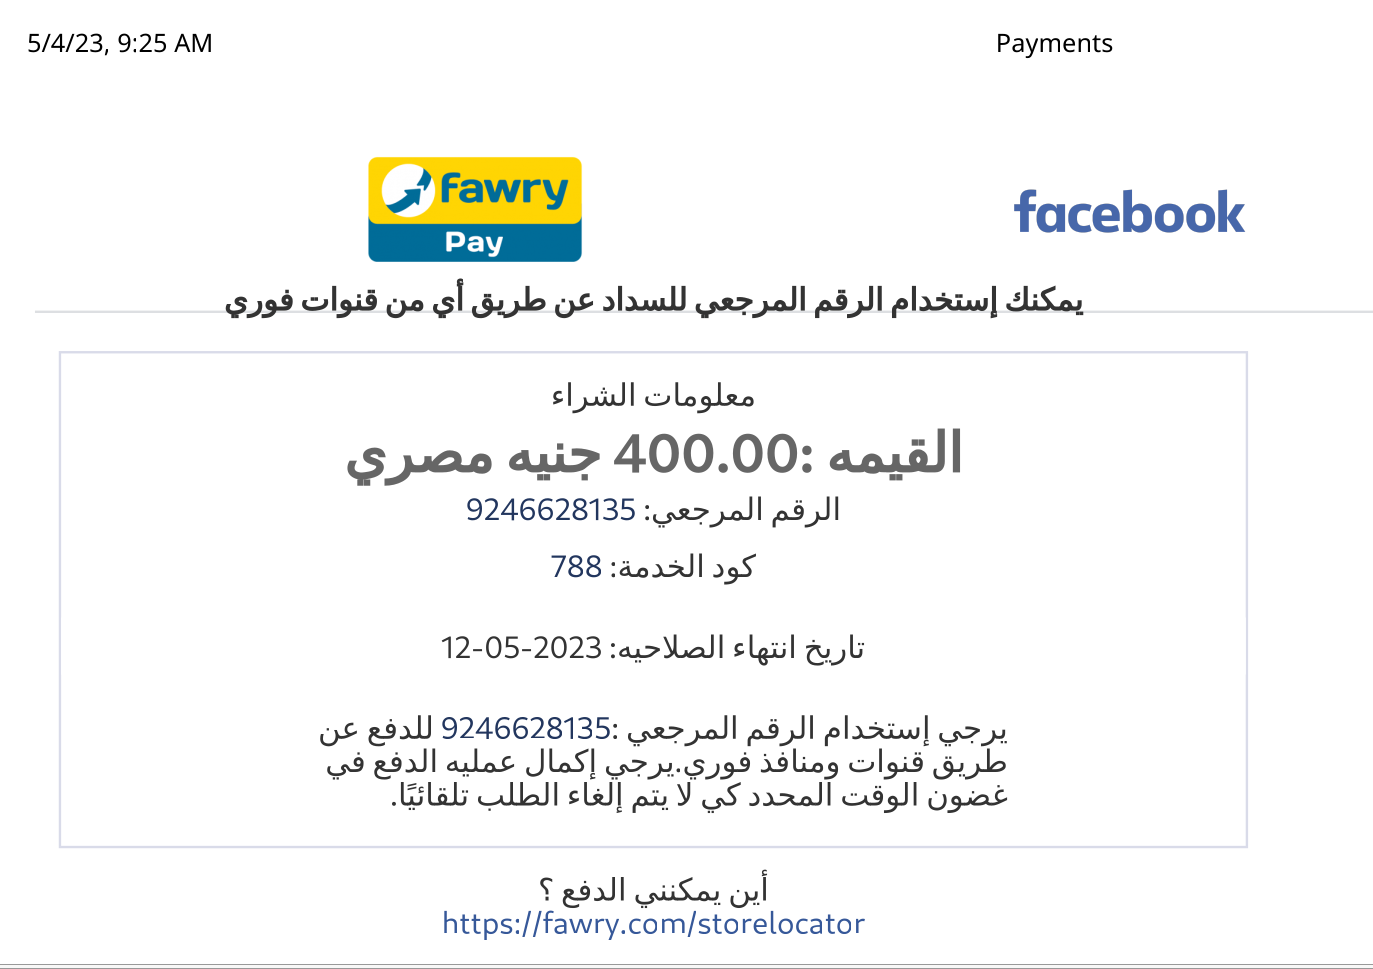 5/4/23, 9:25 AM
Payments
fawry
Pay
facebook
يمكنك إستخدام الرقم المرجعي للسداد عن طريق أي من قنوات فوري
معلومات الشراء
القيمه :400.00 جنيه مصري
الرقم المرجعي: 9246628135
كود الخدمة: 788
تاريخ انتهاء الصلاحيه: 2023-05-12
يرجي إستخدام الرقم المرجعي :9246628135 للدفع عن
طريق قنوات ومنافذ فوري.يرجي إكمال عمليه الدفع في
غضون الوقت المحدد كي لا يتم إلغاء الطلب تلقائيًا.
أين يمكنني الدفع ؟
https://fawry.com/storelocator